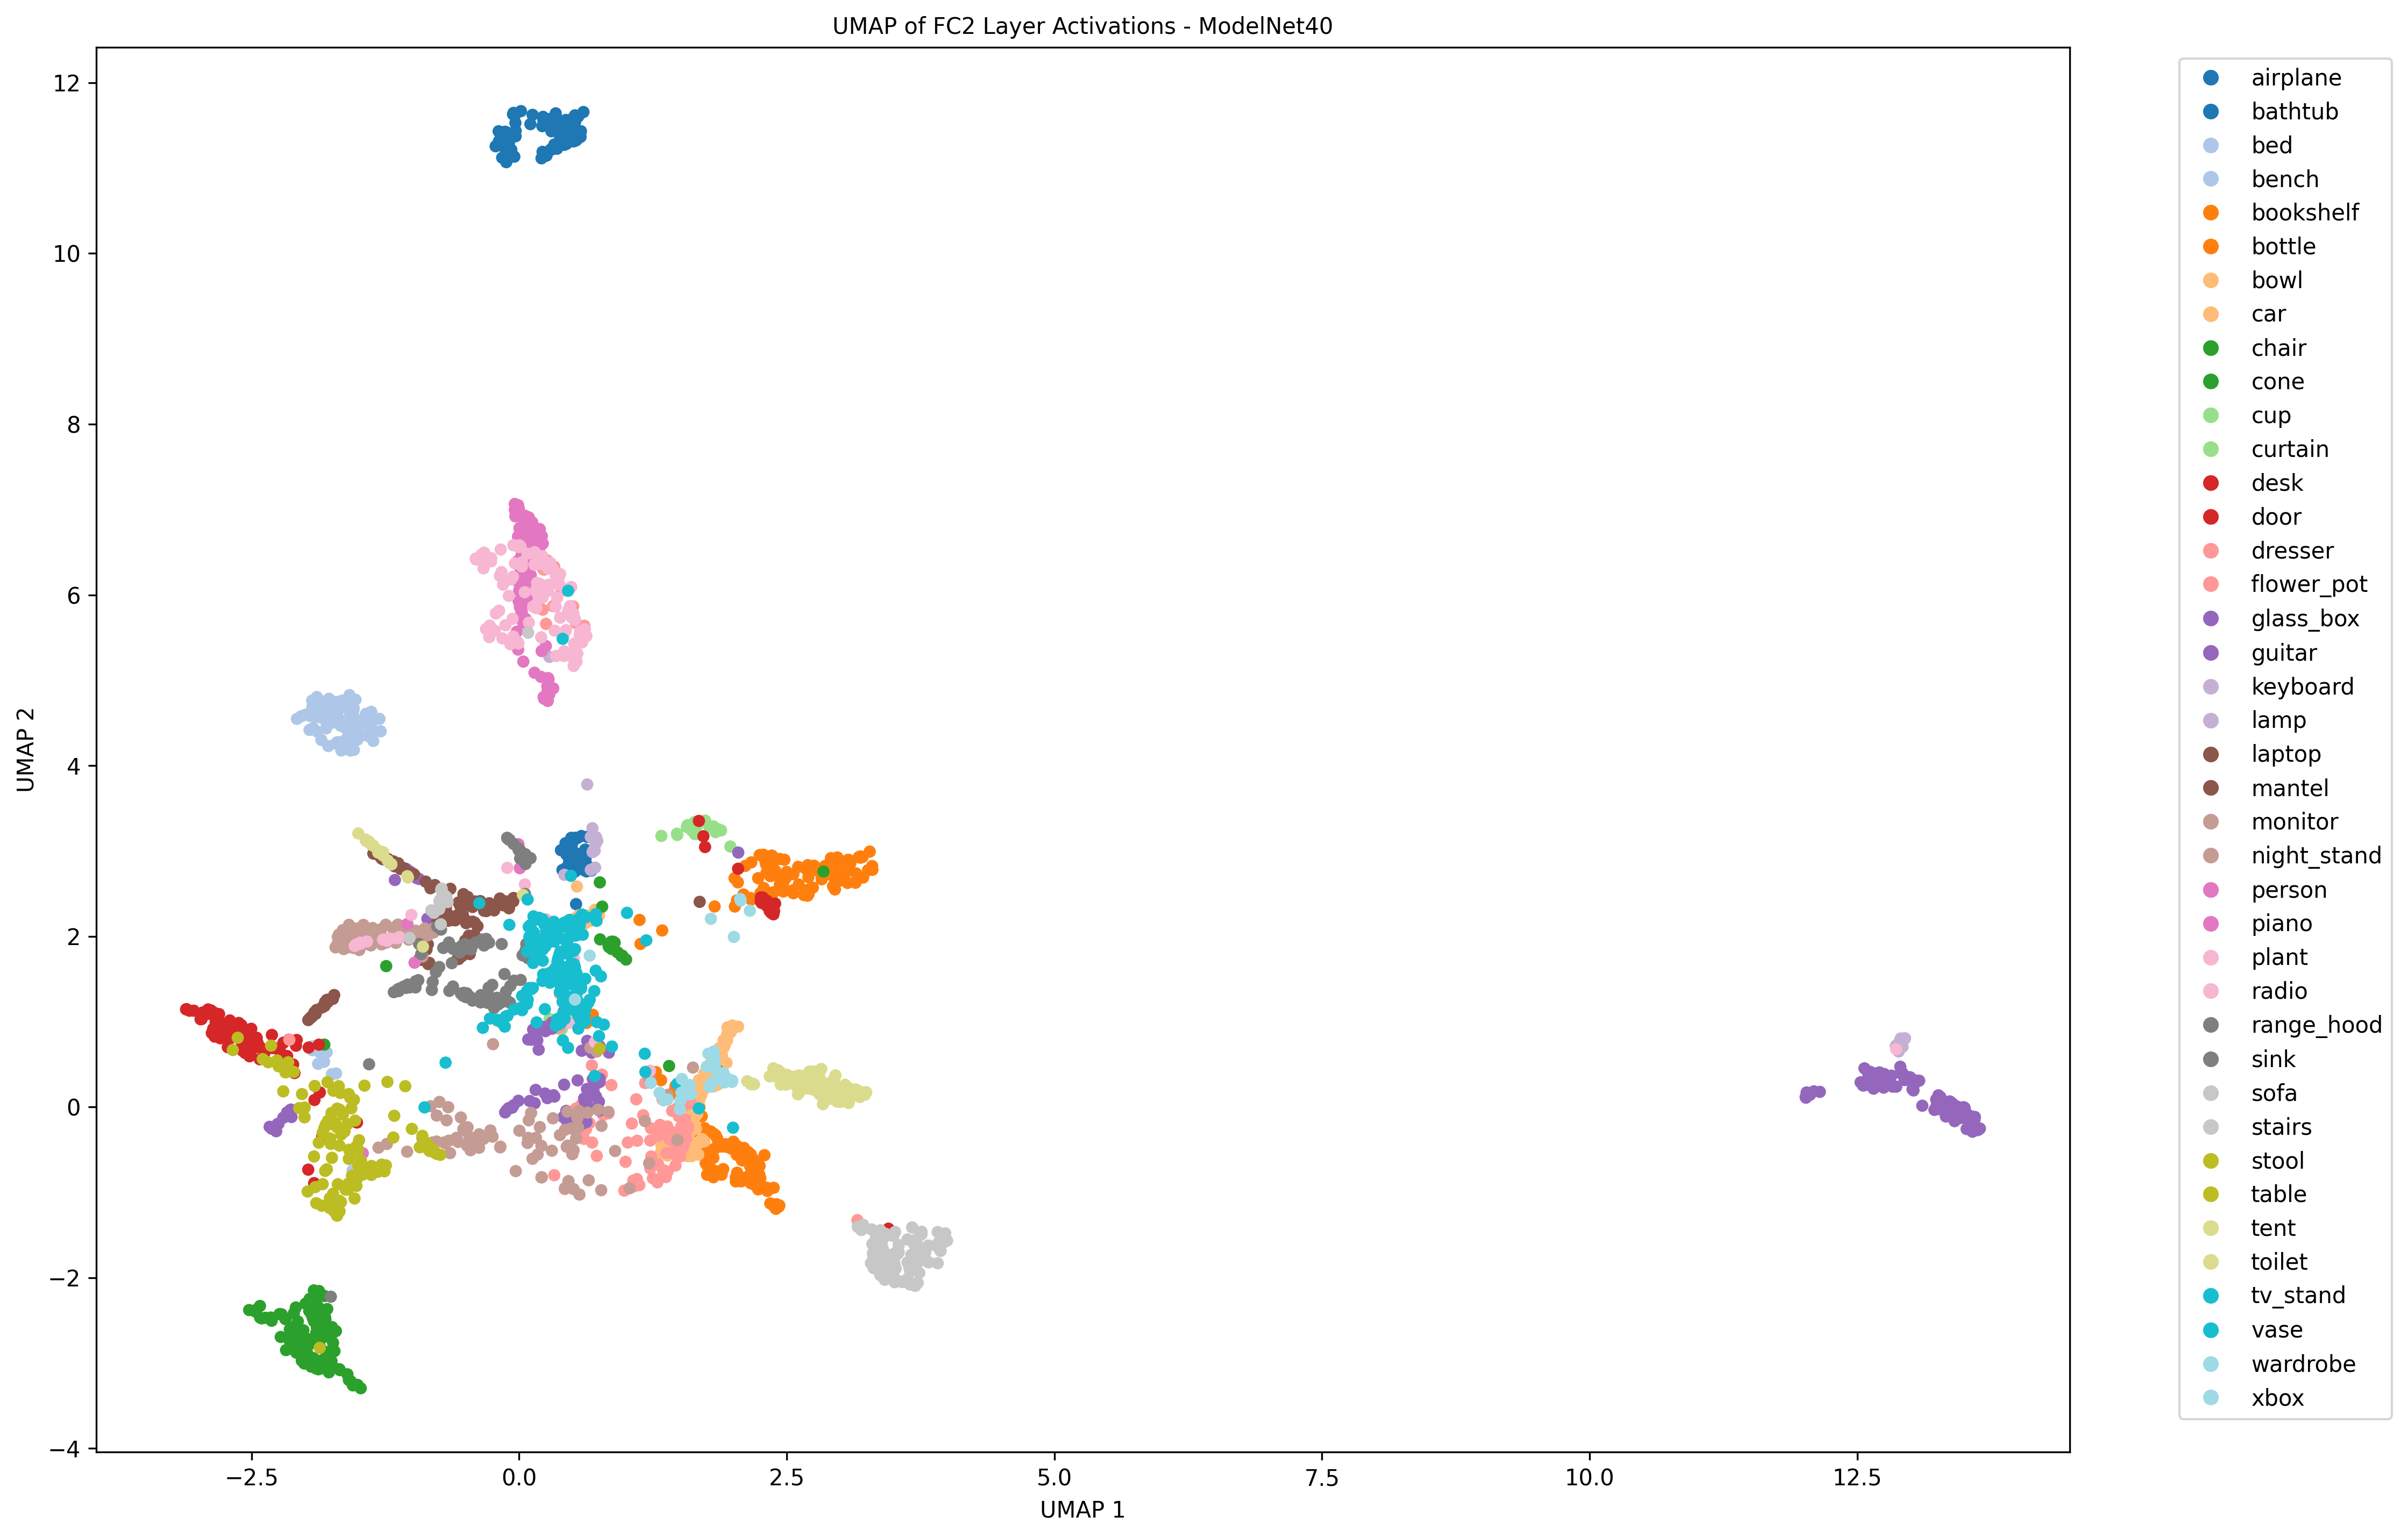 UMAP of FC2 Layer Activations - ModelNet40
12
10
8
6
4
2
0
−2
−4
UMAP 2
−2.5
0.0
2.5
5.0
7.5
10.0
12.5
UMAP 1
airplane
bathtub
bed
bench
bookshelf
bottle
bowl
car
chair
cone
cup
curtain
desk
door
dresser
flower_pot
glass_box
guitar
keyboard
lamp
laptop
mantel
monitor
night_stand
person
piano
plant
radio
range_hood
sink
sofa
stairs
stool
table
tent
toilet
tv_stand
vase
wardrobe
xbox